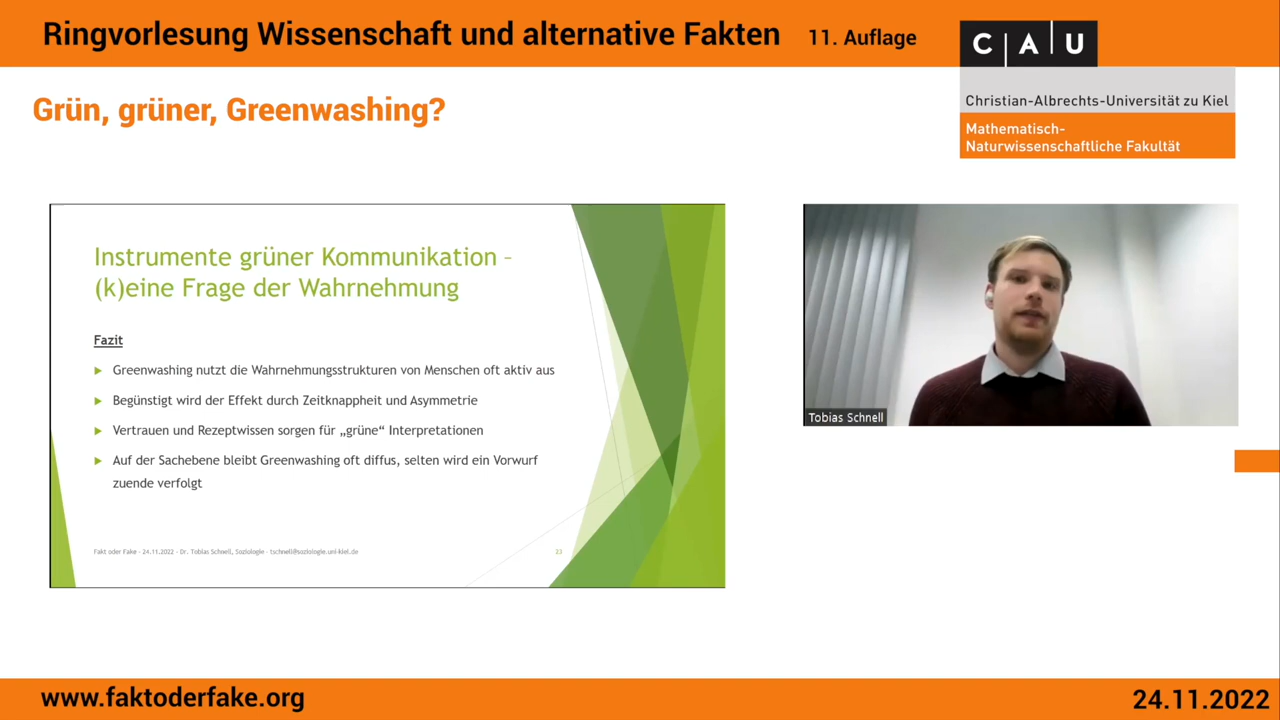 Ringvorlesung Wissenschaft und alternative Fakten 11. Auflage
CAU
Christian-Albrechts-Universität zu Kiel
Mathematisch-
Naturwissenschaftliche Fakultät
Grün, grüner, Greenwashing?
Instrumente grüner Kommunikation –
(k)eine Frage der Wahrnehmung
Fazit
Greenwashing nutzt die Wahrnehmungsstrukturen von Menschen oft aktiv aus
Begünstigt wird der Effekt durch Zeitknappheit und Asymmetrie
Vertrauen und Rezeptwissen sorgen für „grüne“ Interpretationen
Auf der Sachebene bleibt Greenwashing oft diffus, selten wird ein Vorwurf
zuende verfolgt
Fakt oder Fake - 24.11.2022 - Dr. Tobias Schnell, Soziologie - tschnell@soziologie.uni-kiel.de
23
Tobias Schnell
www.faktoderfake.org
24.11.2022